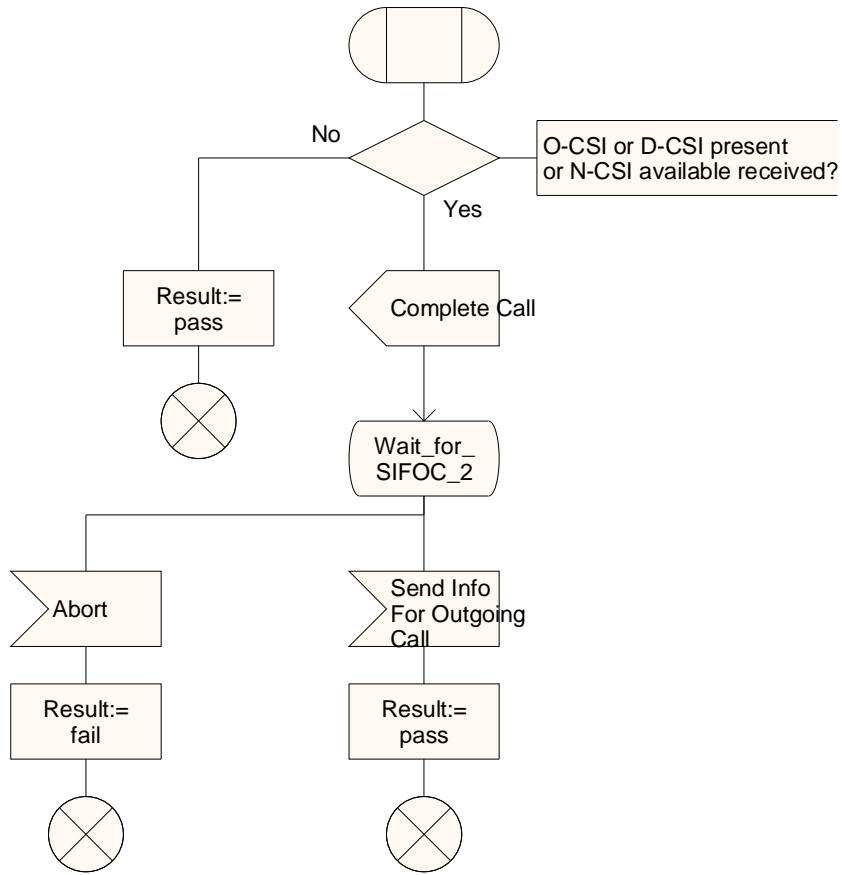 No
O-CSI or D-CSI present
or N-CSI available received?
Yes
Result:=
pass
Complete Call
Wait_for_
SIFOC_2
Abort
Send Info
For Outgoing
Call
Result:=
fail
Result:=
pass